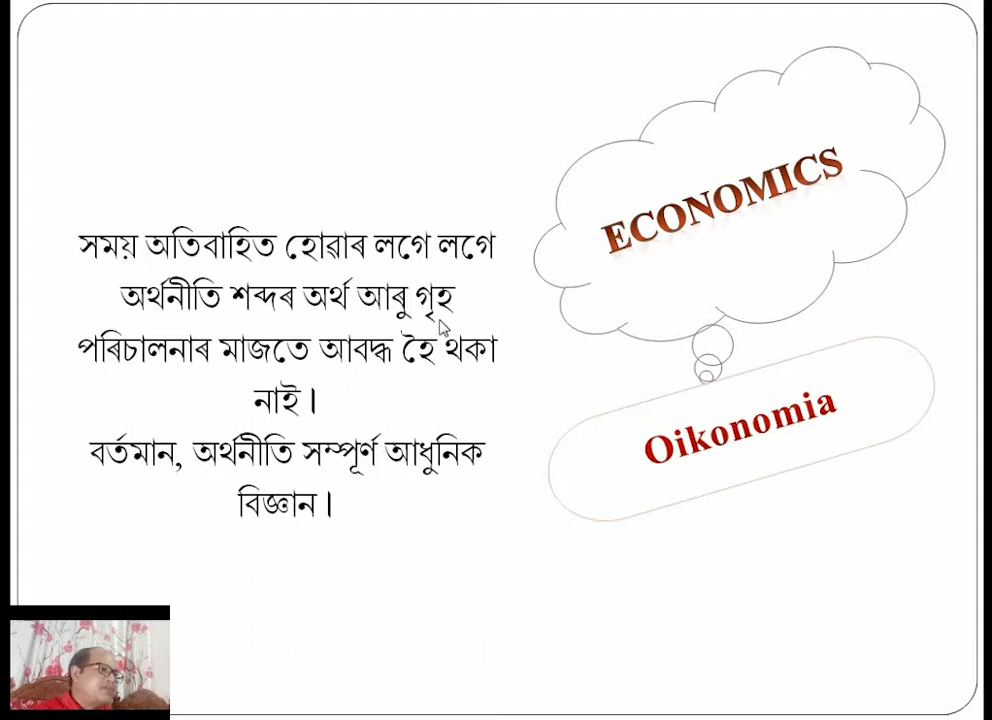 সময় অতিবাহিত হোৱাৰ লগে লগে
অৰ্থনীতি শব্দৰ অৰ্থ আৰু গৃহ
পৰিচালনাৰ মাজতে আবদ্ধ হৈ থকা
নাই।
বৰ্তমান, অৰ্থনীতি সম্পূৰ্ণ আধুনিক
বিজ্ঞান।
ECONOMICS
Oikonomia